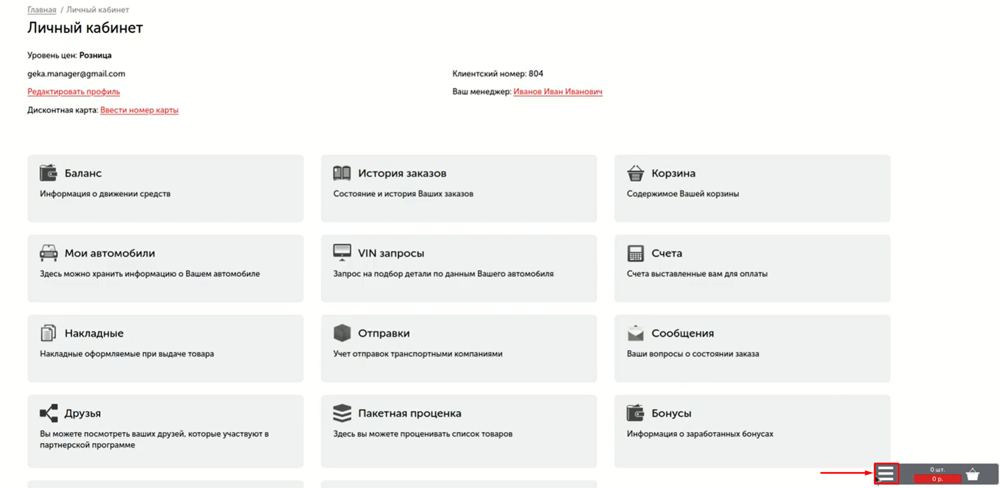 Главная / Личный кабинет
Личный кабинет
Уровень цен: Розница
geka.manager@gmail.com
Клиентский номер: 804
Редактировать профиль
Ваш менеджер: Иванов Иван Иванович
Дисконтная карта: Ввести номер карты
Баланс
Информация о движении средств
История заказов
Состояние и история Ваших заказов
Корзина
Содержимое Вашей корзины
Мои автомобили
Здесь можно хранить информацию о Вашем автомобиле
VIN запросы
Запрос на подбор детали по данным Вашего автомобиля
Счета
Счета выставленные вам для оплаты
Накладные
Накладные оформляемые при выдаче товара
Отправки
Учет отправок транспортными компаниями
Сообщения
Ваши вопросы о состоянии заказа
Друзья
Вы можете посмотреть ваших друзей, которые участвуют в
партнерской программе
Пакетная проценка
Здесь вы можете проценивать список товаров
Бонусы
Информация о заработанных бонусах
0 шт.
0 р.